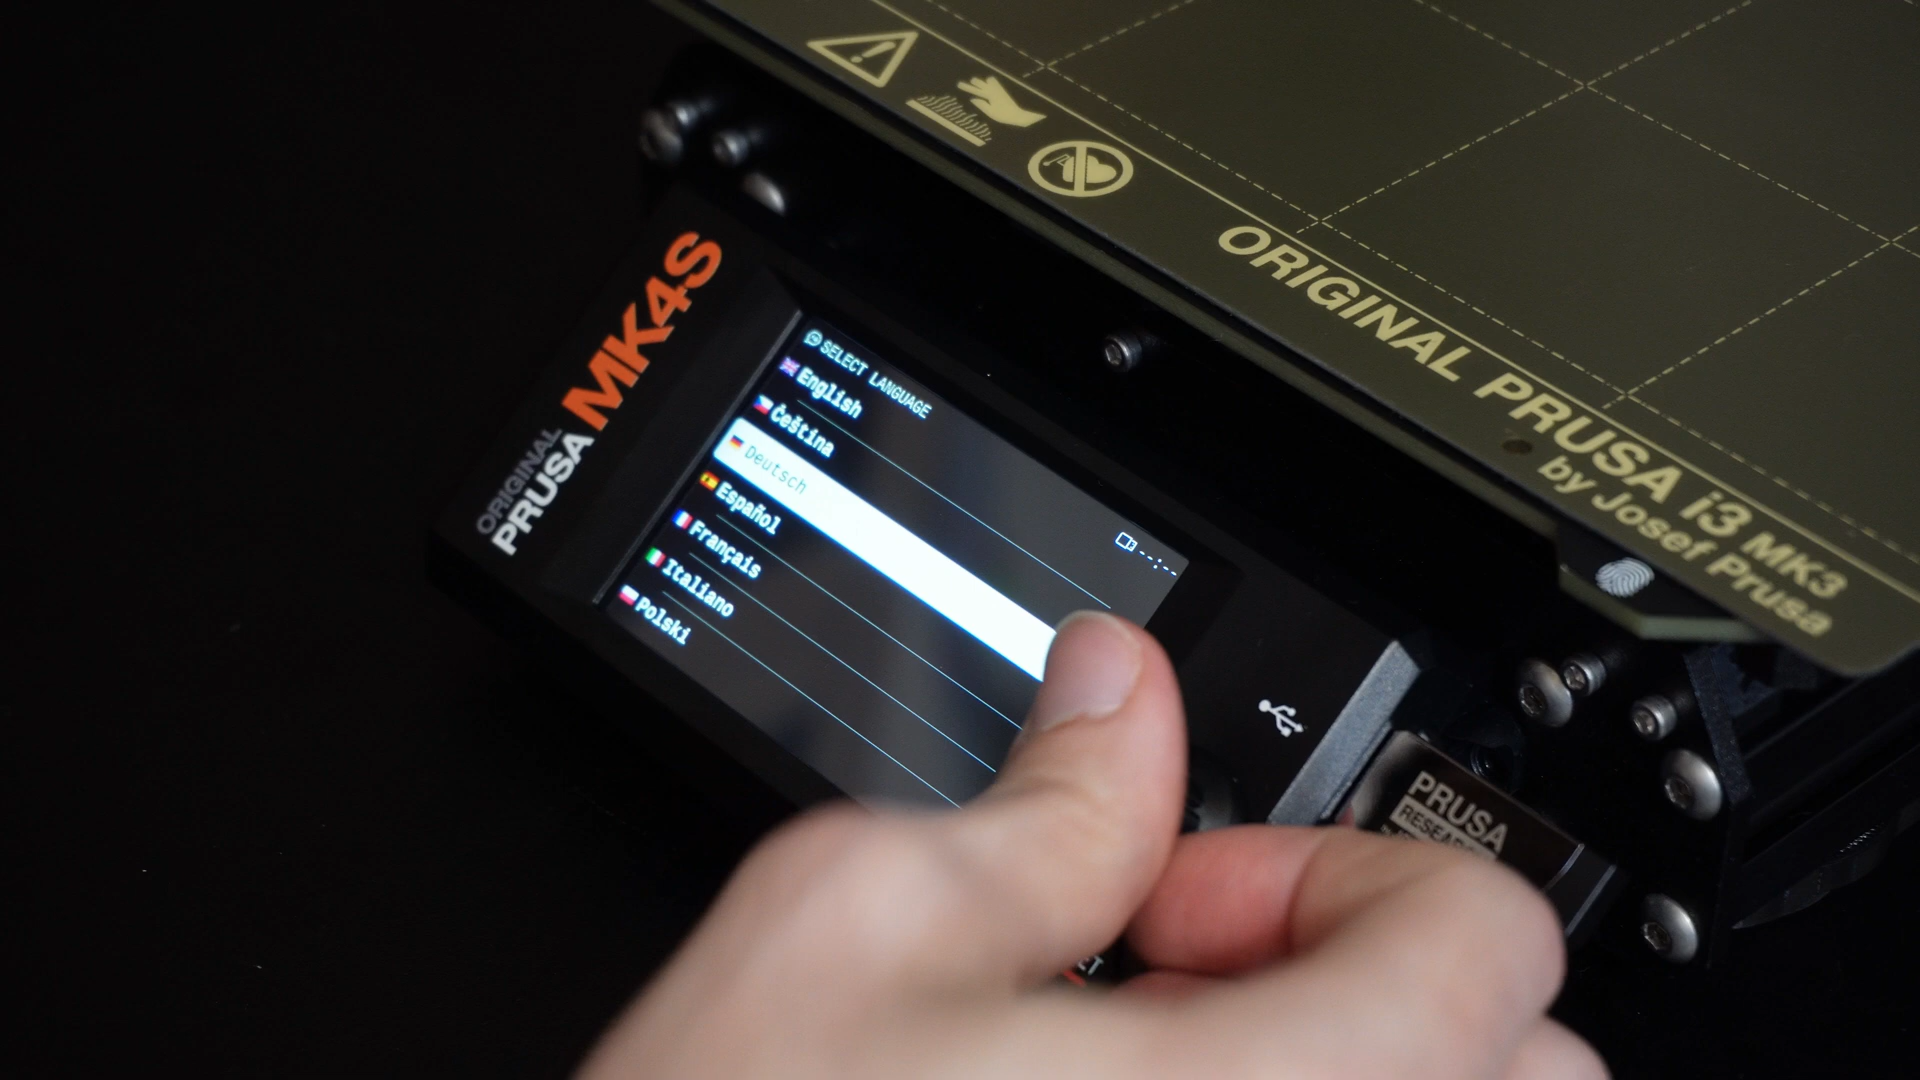 ORIGINAL PRUSA i3 MK3
by Josef Prusa
ORIGINAL
PRUSA MK4S
SELECT LANGUAGE
English
Čeština
Deutsch
Español
Français
Italiano
Polski
PRUSA